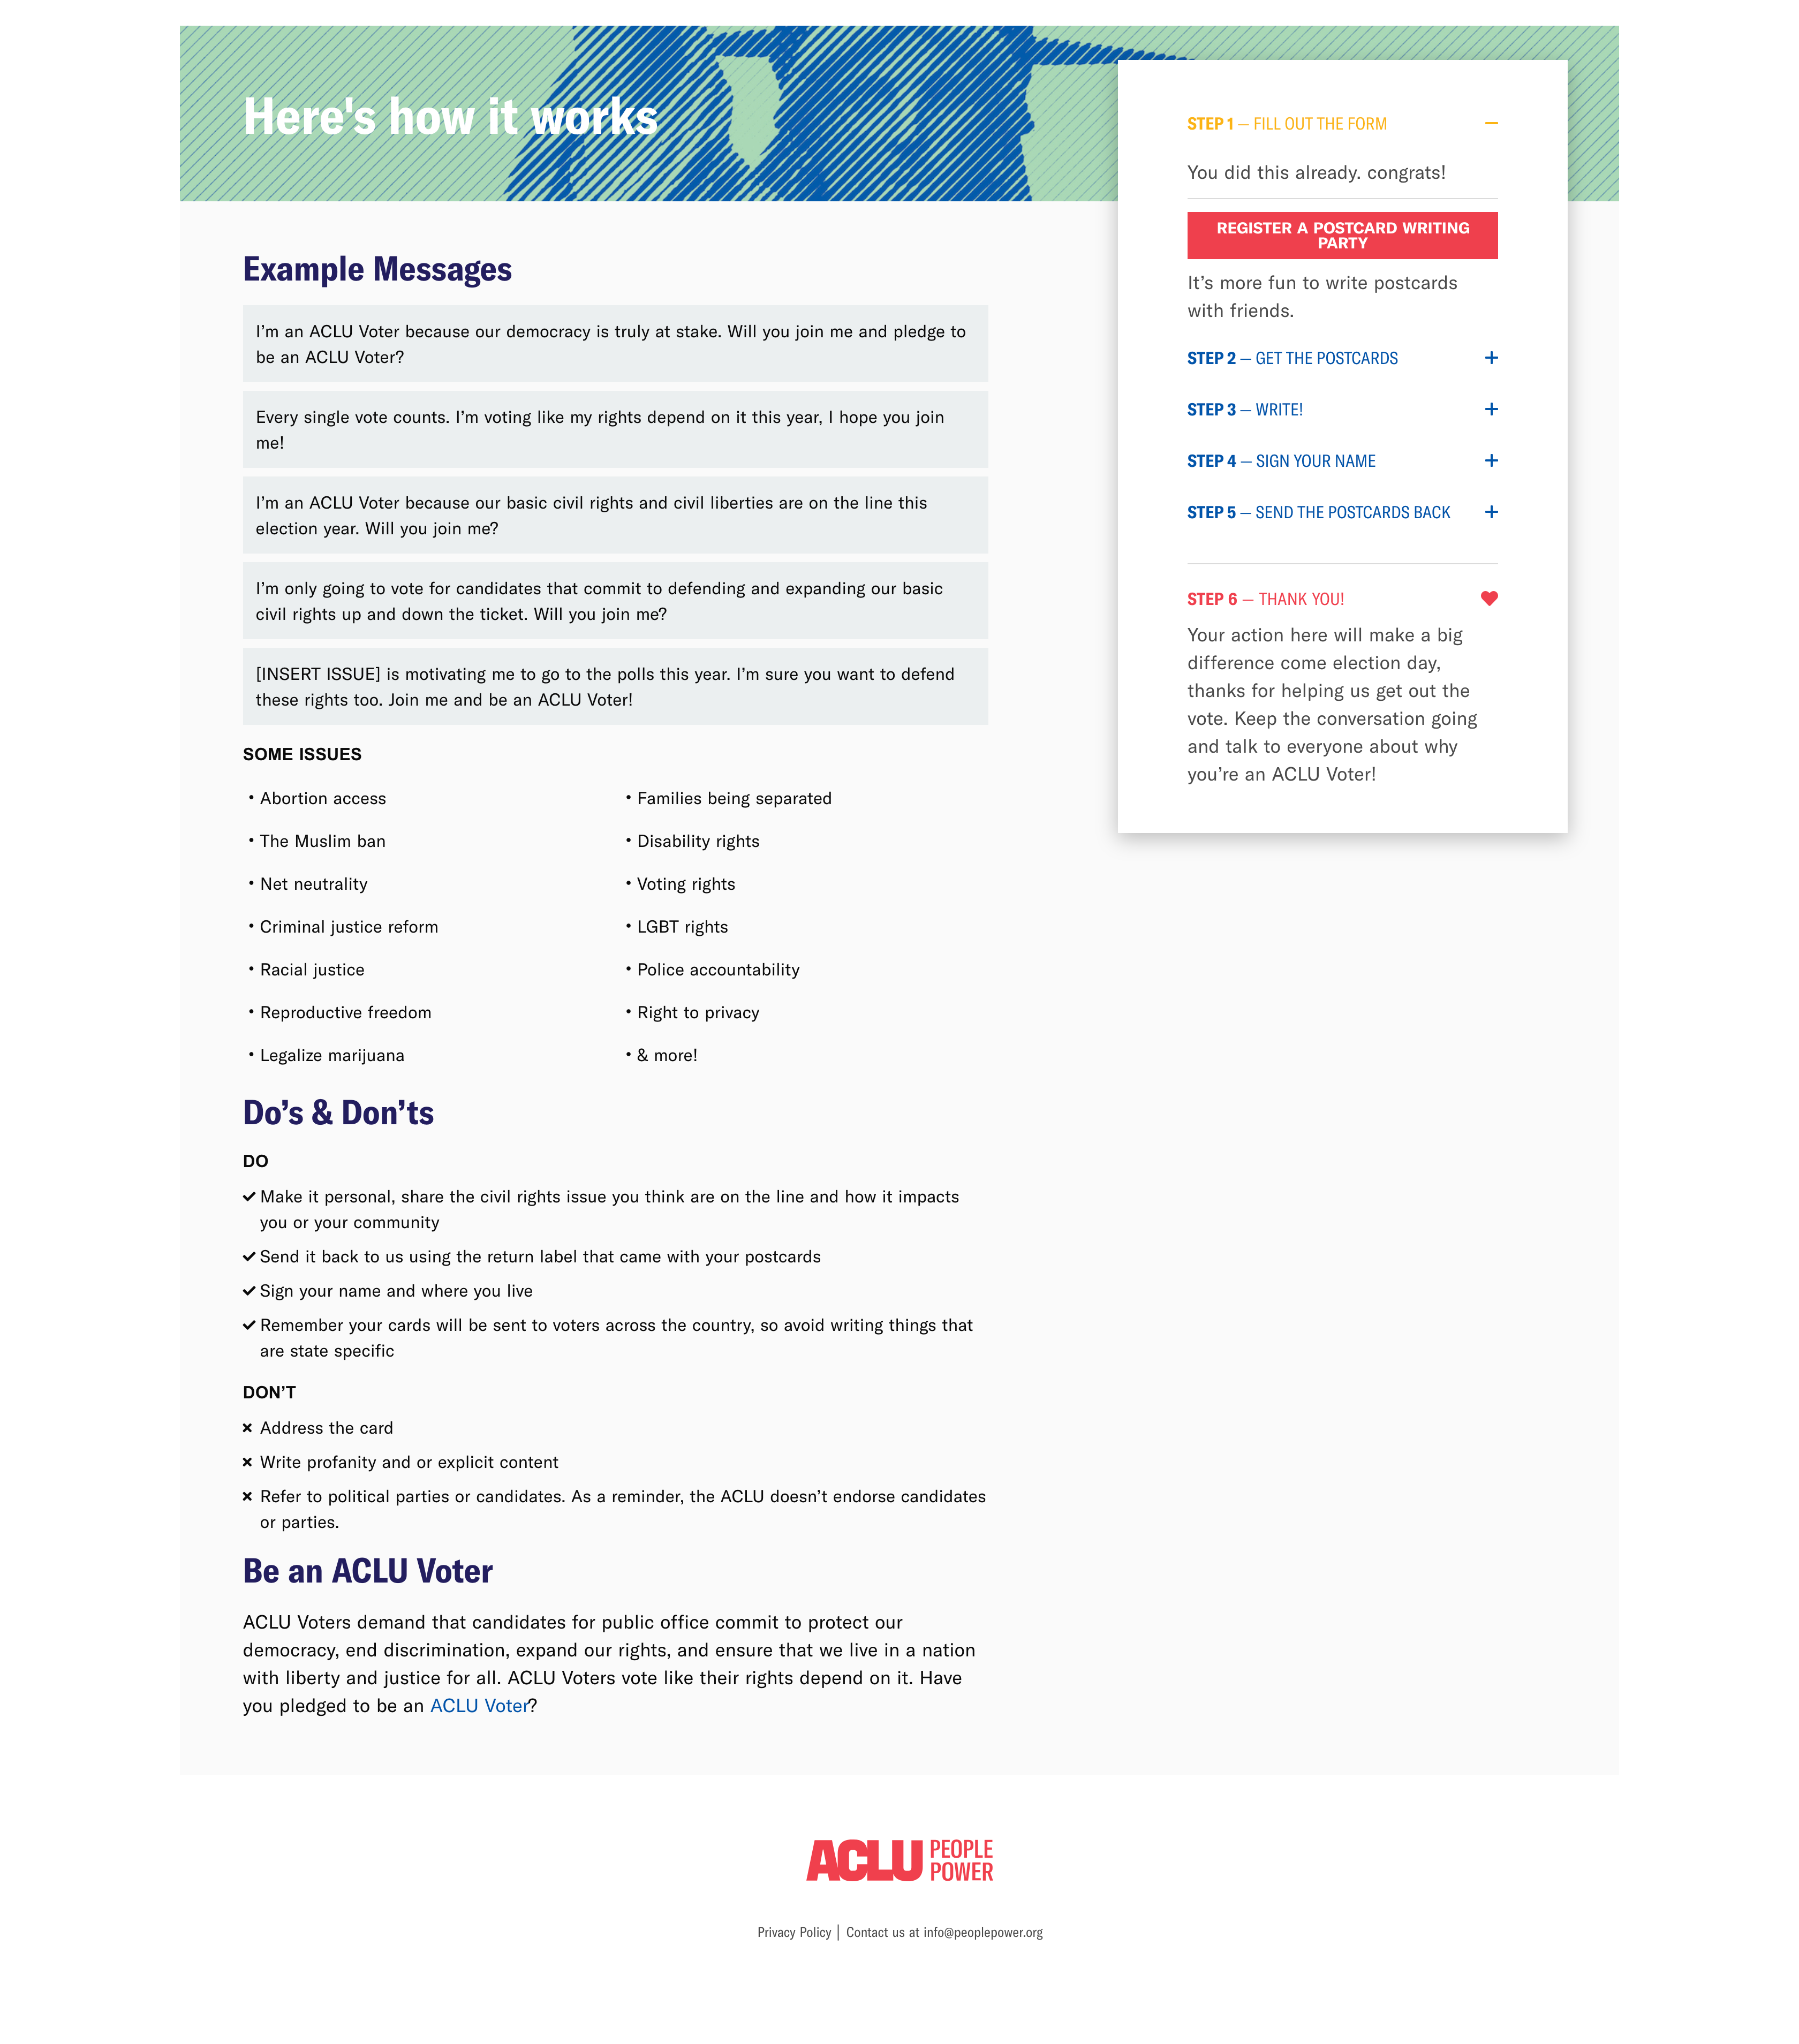 Here's how it works
Example Messages
I’m an ACLU Voter because our democracy is truly at stake. Will you join me and pledge to
be an ACLU Voter?
Every single vote counts. I’m voting like my rights depend on it this year, I hope you join
me!
I’m an ACLU Voter because our basic civil rights and civil liberties are on the line this
election year. Will you join me?
I’m only going to vote for candidates that commit to defending and expanding our basic
civil rights up and down the ticket. Will you join me?
[INSERT ISSUE] is motivating me to go to the polls this year. I’m sure you want to defend
these rights too. Join me and be an ACLU Voter!
SOME ISSUES
• Abortion access
• The Muslim ban
• Net neutrality
• Criminal justice reform
• Racial justice
• Reproductive freedom
• Legalize marijuana
• Families being separated
• Disability rights
• Voting rights
• LGBT rights
• Police accountability
• Right to privacy
• & more!
Do’s & Don’ts
DO
Make it personal, share the civil rights issue you think are on the line and how it impacts
you or your community
Send it back to us using the return label that came with your postcards
Sign your name and where you live
Remember your cards will be sent to voters across the country, so avoid writing things that
are state specific
DON’T
Address the card
Write profanity and or explicit content
Refer to political parties or candidates. As a reminder, the ACLU doesn’t endorse candidates
or parties.
Be an ACLU Voter
ACLU Voters demand that candidates for public office commit to protect our
democracy, end discrimination, expand our rights, and ensure that we live in a nation
with liberty and justice for all. ACLU Voters vote like their rights depend on it. Have
you pledged to be an ACLU Voter?
STEP 1 — FILL OUT THE FORM
You did this already. congrats!
REGISTER A POSTCARD WRITING
PARTY
It’s more fun to write postcards
with friends.
STEP 2 — GET THE POSTCARDS
STEP 3 — WRITE!
STEP 4 — SIGN YOUR NAME
STEP 5 — SEND THE POSTCARDS BACK
STEP 6 — THANK YOU!
Your action here will make a big
difference come election day,
thanks for helping us get out the
vote. Keep the conversation going
and talk to everyone about why
you’re an ACLU Voter!
ACLU PEOPLE
POWER
Privacy Policy | Contact us at info@peoplepower.org